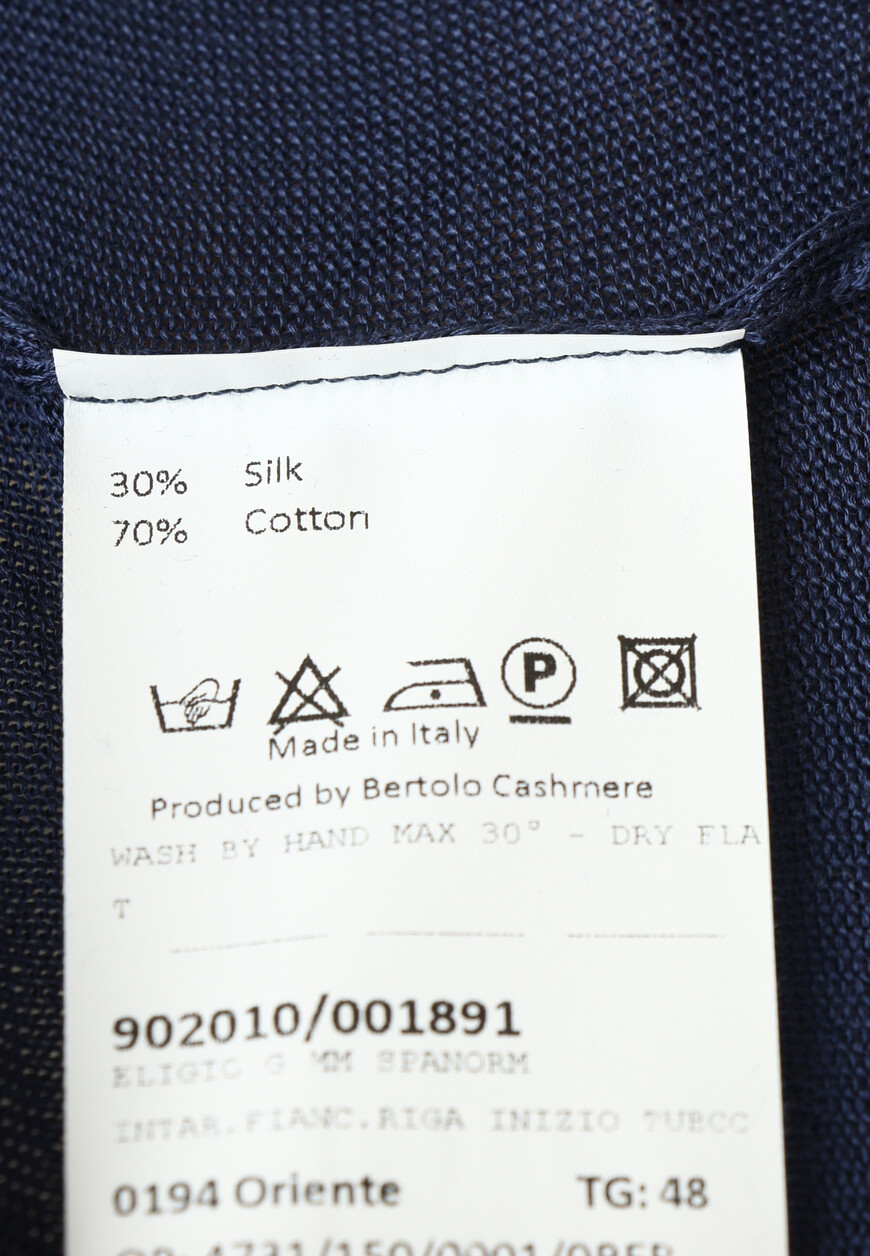 30% Silk
70% Cotton
P
Made in Italy
Produced by Bertolo Cashmere
WASH BY HAND MAX 30° - DRY FLA
T
902010/001891
ELIGIO G MM SPANORM
INTAR.FIANC.RIGA INIZIO TUBCC
0194 Oriente TG: 48